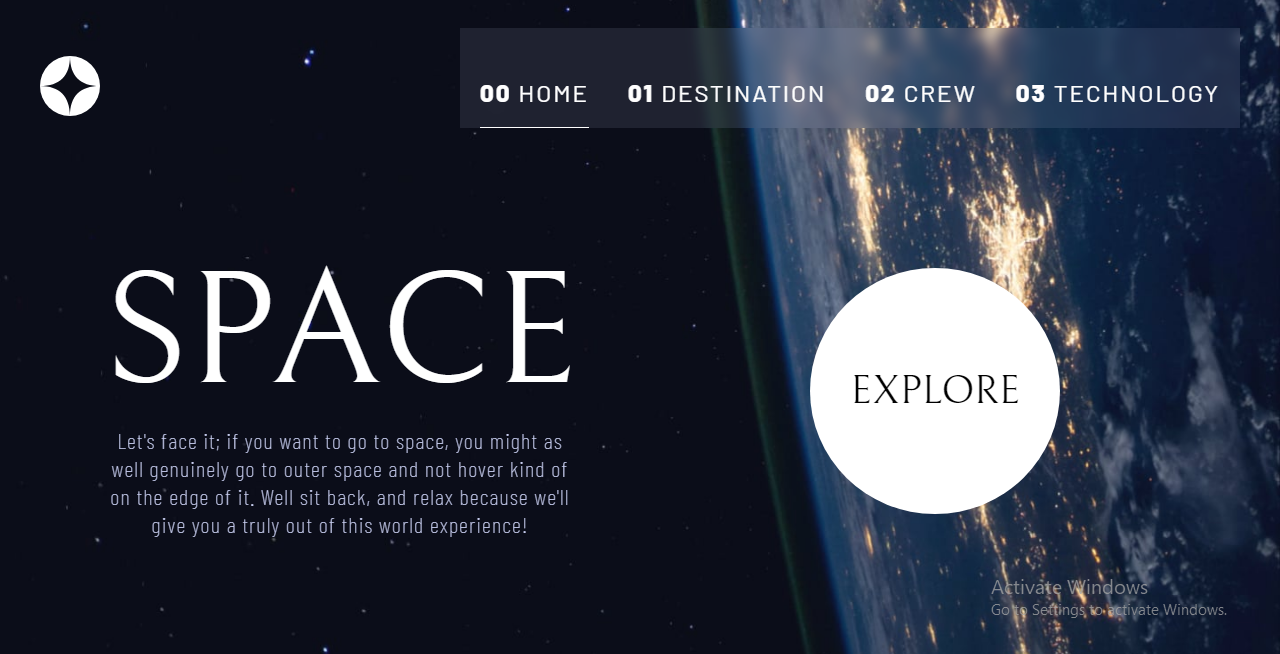 00 HOME 01 DESTINATION 02 CREW 03 TECHNOLOGY
SPACE
Let's face it; if you want to go to space, you might as
well genuinely go to outer space and not hover kind of
on the edge of it. Well sit back, and relax because we'll
give you a truly out of this world experience!
EXPLORE
Activate Windows
Go to Settings to activate Windows.